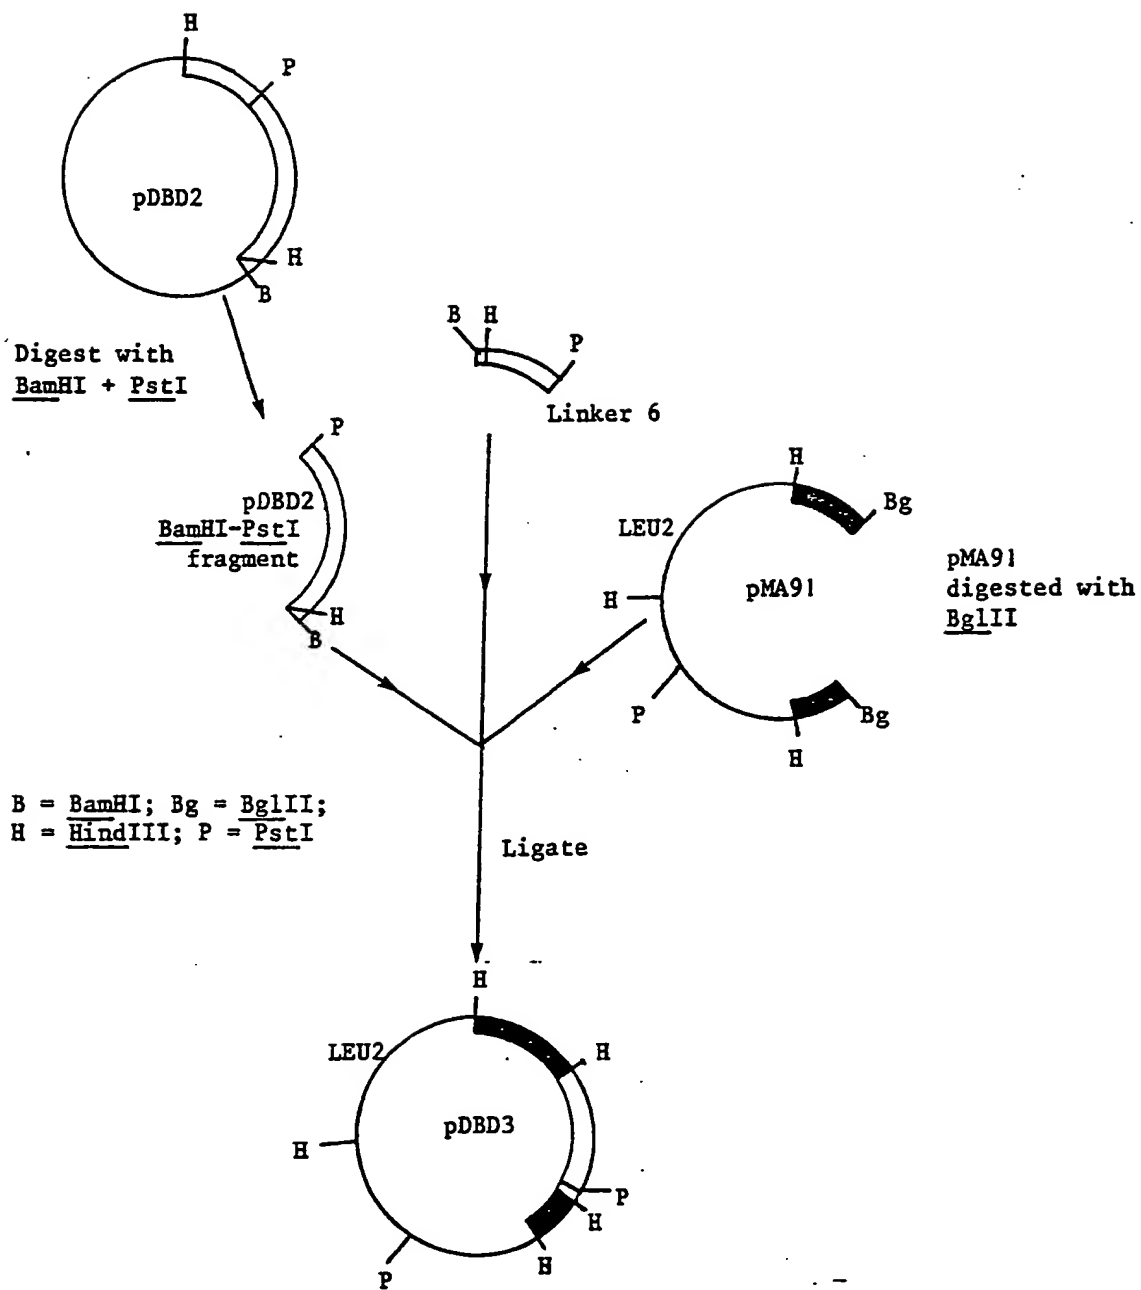 H
P
pDBD2
H
B
Digest with
BamHI + PstI
B H
P
Linker 6
P
pDBD2
BamHI-PstI
fragment
H
B
H
Bg
LEU2
pMA91
H
pMA91
digested with
BglII
P
Bg
H
B = BamHI; Bg = BglII;
H = HindIII; P = PstI
Ligate
H
LEU2
H
pDBD3
H
P
H
H
P